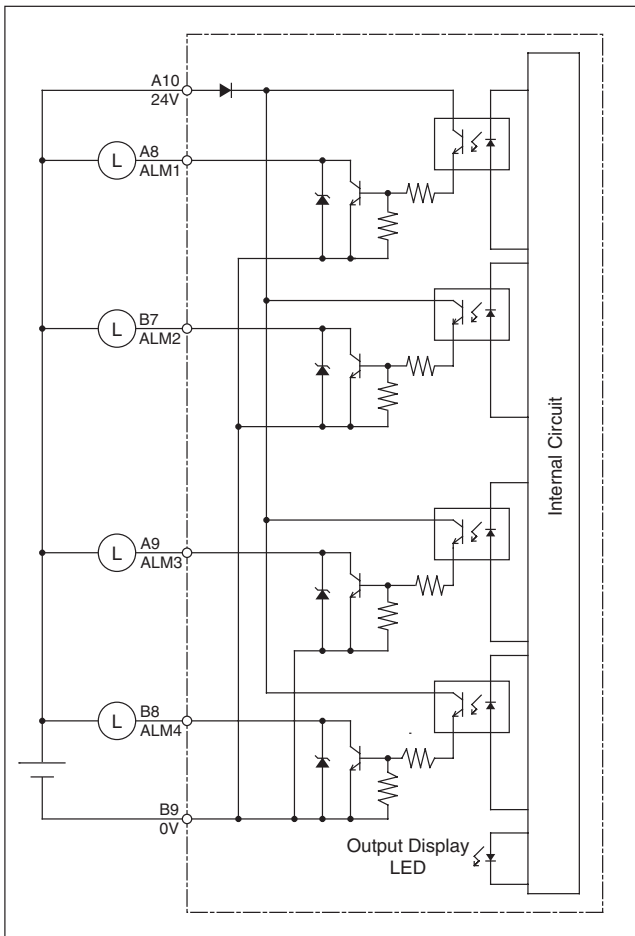 A10
24V
L
A8
ALM1
L
B7
ALM2
L
A9
ALM3
L
B8
ALM4
B9
0V
Internal Circuit
Output Display
LED